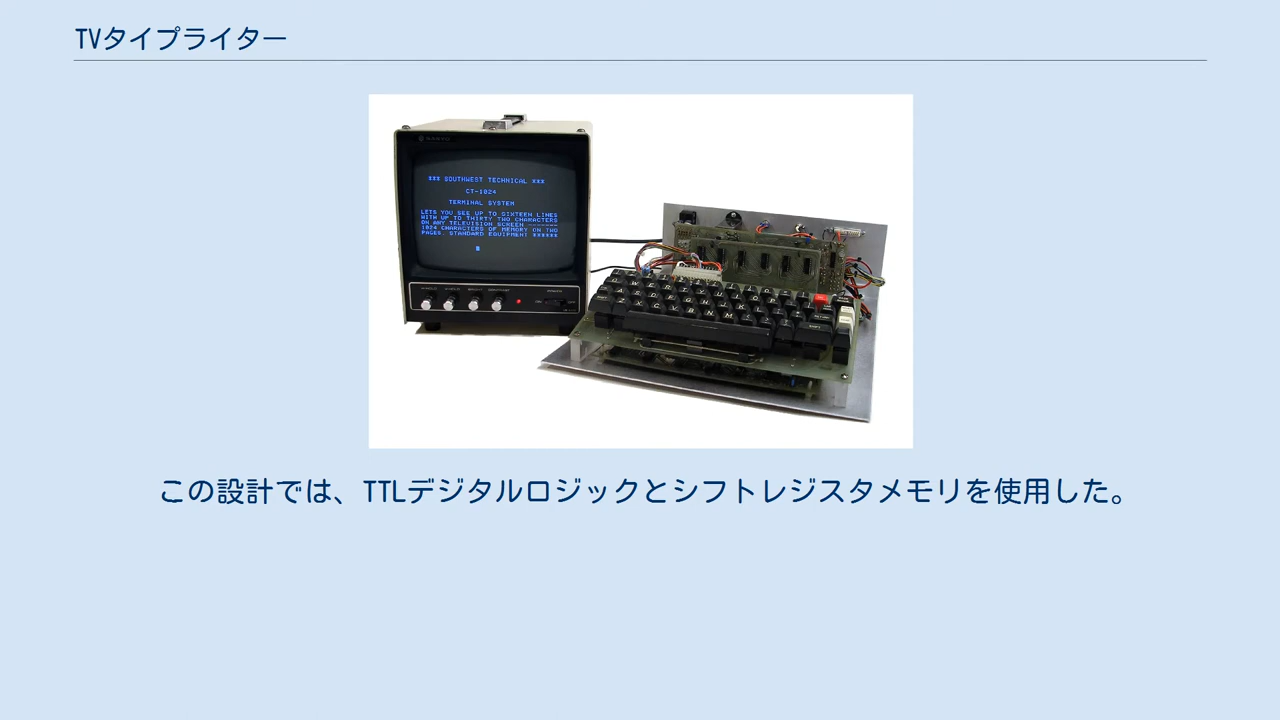 TVタイプライター
SANYO
*** SOUTHWEST TECHNICAL ***
CT-1024
TERMINAL SYSTEM
LETS YOU SEE UP TO SIXTEEN LINES
WITH UP TO THIRTY TWO CHARACTERS
ON ANY TELEVISION SCREEN
1024 CHARACTERS OF MEMORY ON TWO
PAGES. STANDARD EQUIPMENT ******
この設計では、TTLデジタルロジックとシフトレジスタメモリを使用した。